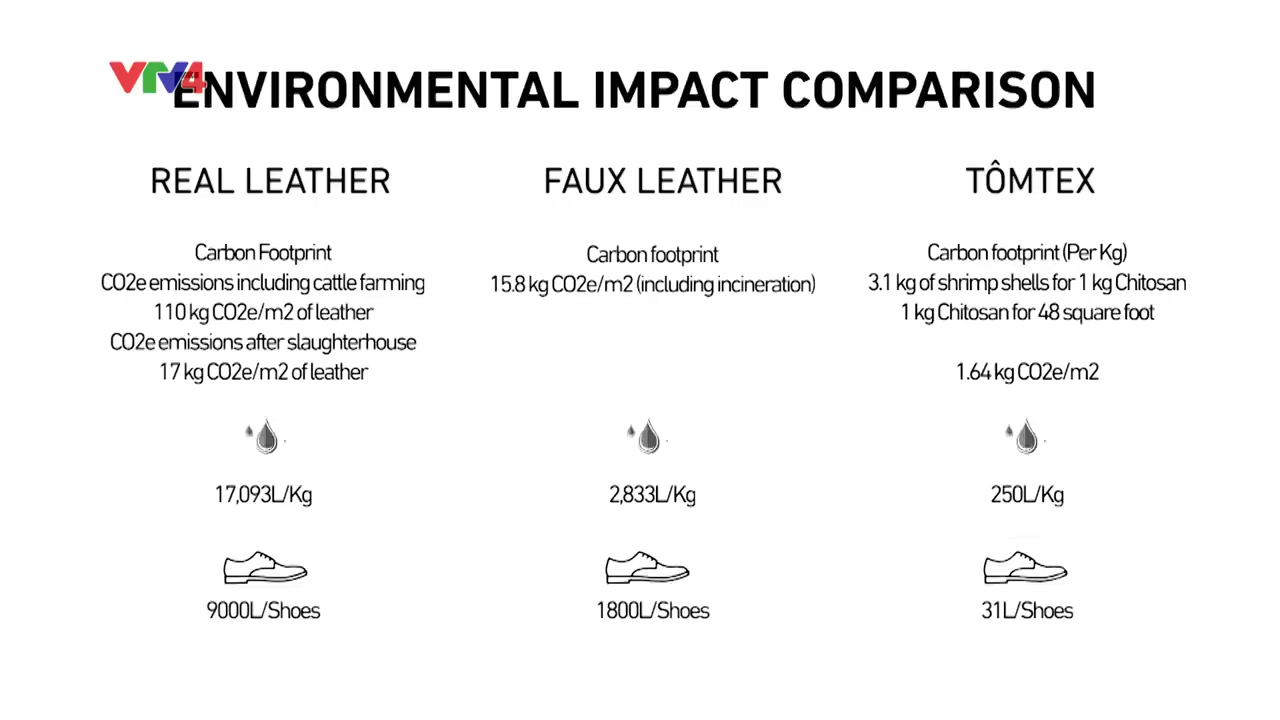 VTV4
ENVIRONMENTAL IMPACT COMPARISON
REAL LEATHER
Carbon Footprint
CO2e emissions including cattle farming
110 kg CO2e/m2 of leather
CO2e emissions after slaughterhouse
17 kg CO2e/m2 of leather
17,093L/Kg
9000L/Shoes
FAUX LEATHER
Carbon footprint
15.8 kg CO2e/m2 (including incineration)
2,833L/Kg
1800L/Shoes
TÔMTEX
Carbon footprint (Per Kg)
3.1 kg of shrimp shells for 1 kg Chitosan
1 kg Chitosan for 48 square foot
1.64 kg CO2e/m2
250L/Kg
31L/Shoes